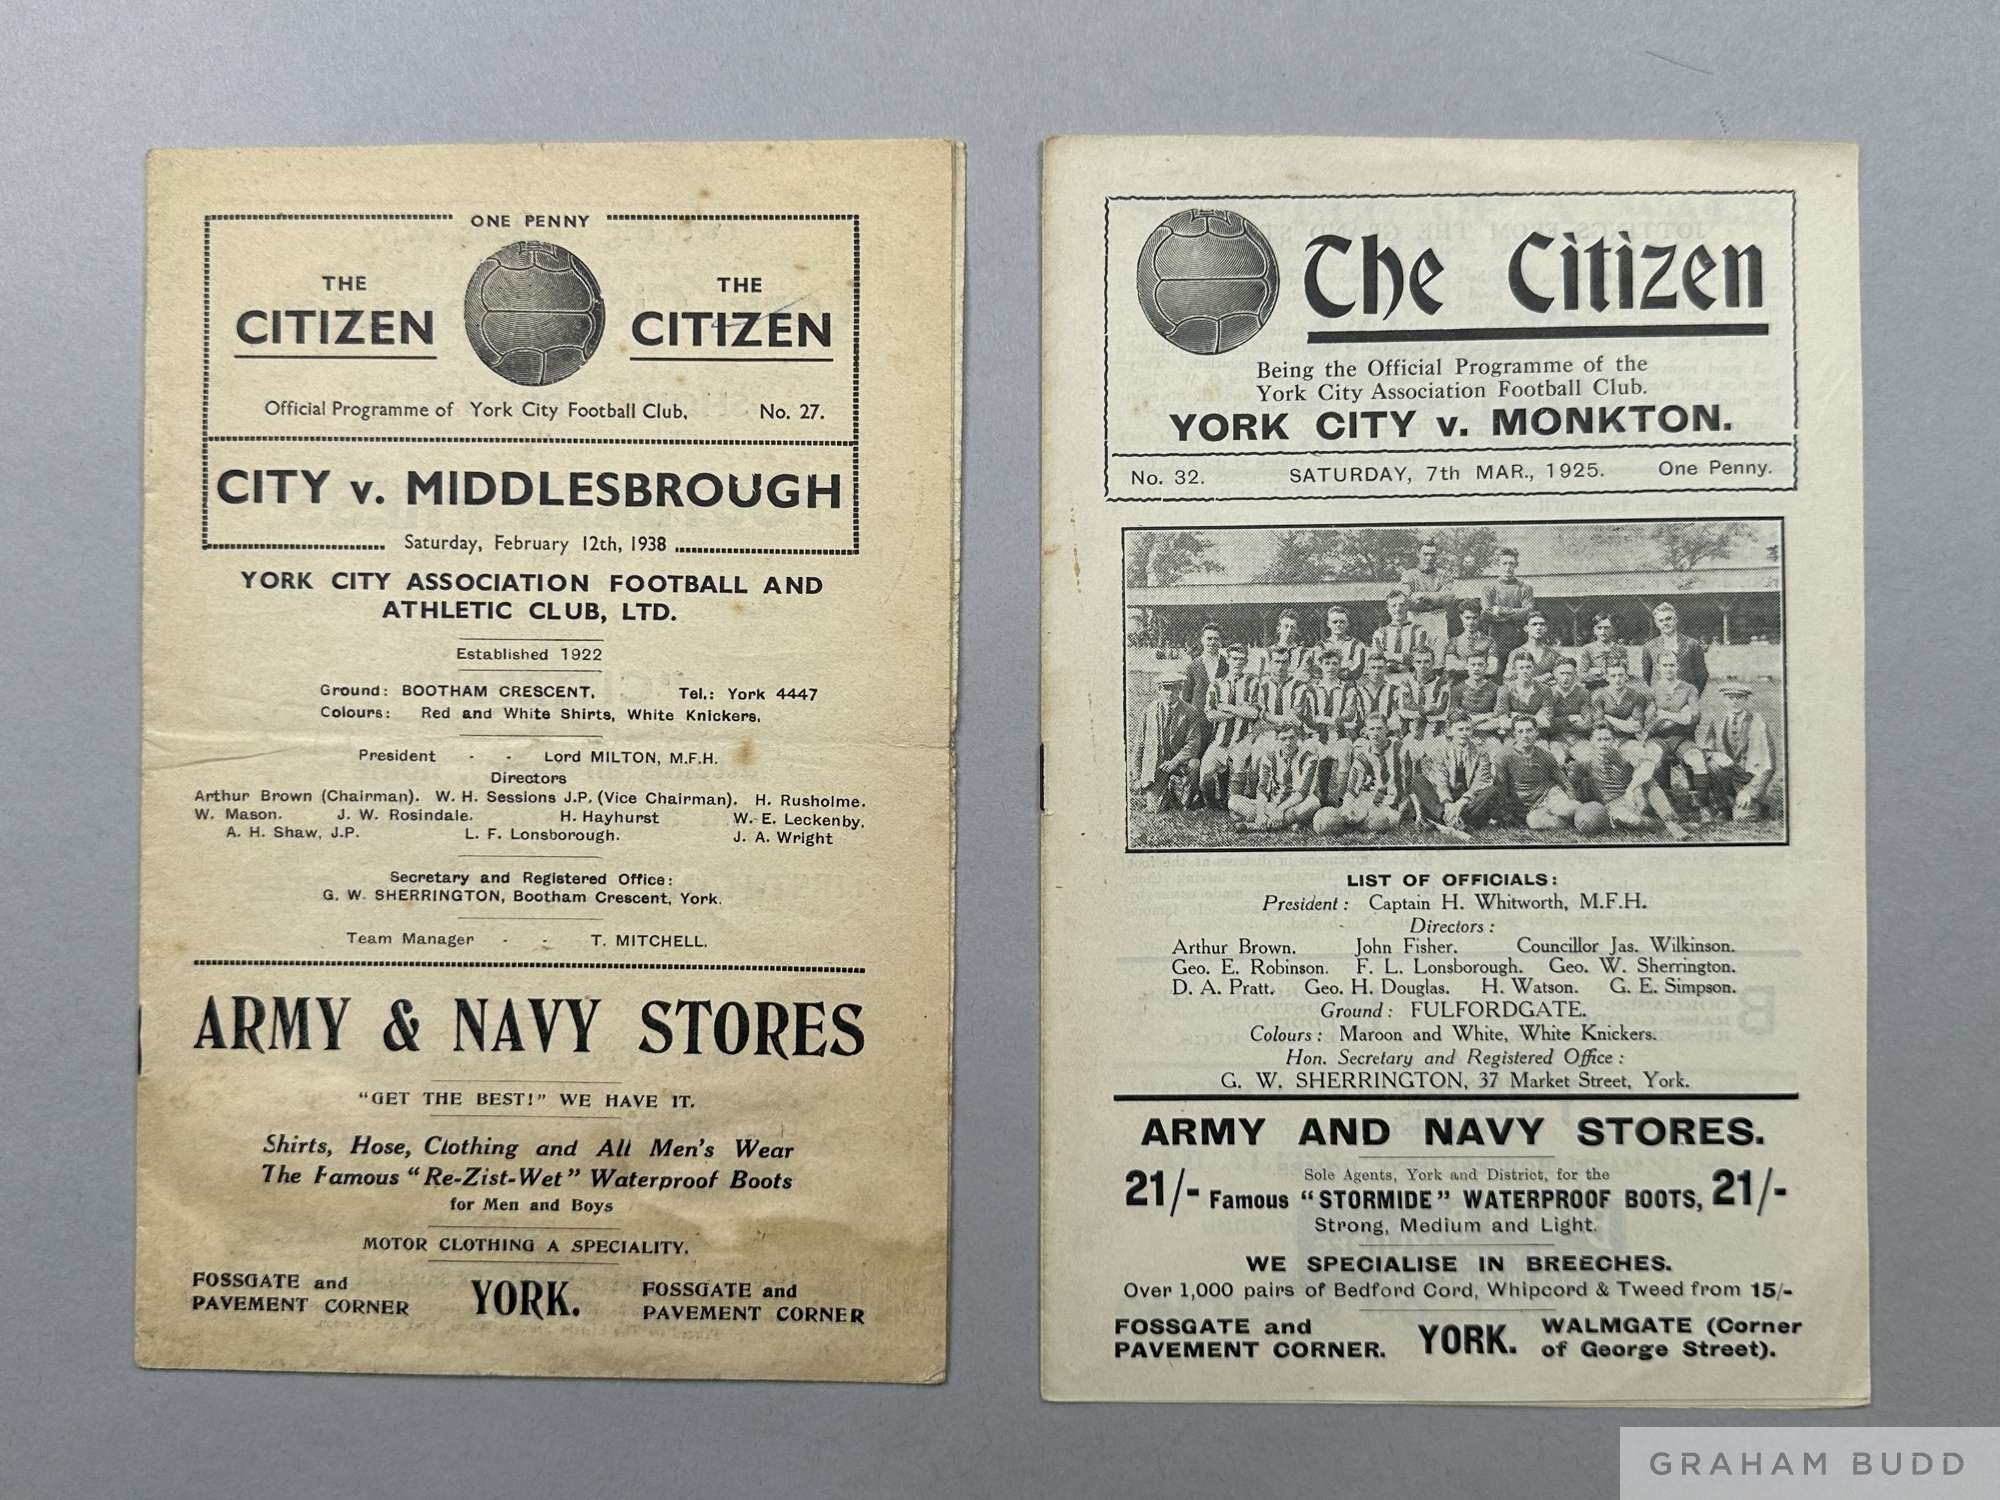 ONE PENNY
THE
CITIZEN
THE
CITIZEN
Official Programme of York City Football Club. No. 27.
CITY v. MIDDLESBROUGH
Saturday, February 12th, 1938
YORK CITY ASSOCIATION FOOTBALL AND
ATHLETIC CLUB, LTD.
Established 1922
Ground: BOOTHAM CRESCENT. Tel.: York 4447
Colours: Red and White Shirts, White Knickers.
President - - Lord MILTON, M.F.H.
Directors
Arthur Brown (Chairman). W. H. Sessions J.P. (Vice Chairman). H. Rusholme.
W. Mason. J. W. Rosindale. H. Hayhurst W. E. Leckenby.
A. H. Shaw, J.P. L. F. Lonsborough. J. A. Wright
Secretary and Registered Office:
G. W. SHERRINGTON, Bootham Crescent, York.
Team Manager - - T. MITCHELL.
ARMY & NAVY STORES
"GET THE BEST!" WE HAVE IT.
Shirts, Hose, Clothing and All Men's Wear
The Famous "Re-Zist-Wet" Waterproof Boots
for Men and Boys
MOTOR CLOTHING A SPECIALITY.
FOSSGATE and
PAVEMENT CORNER
YORK.
FOSSGATE and
PAVEMENT CORNER
The Citizen
Being the Official Programme of the
York City Association Football Club.
YORK CITY v. MONKTON.
No. 32. SATURDAY, 7th MAR., 1925. One Penny.
LIST OF OFFICIALS:
President: Captain H. Whitworth, M.F.H.
Directors:
Arthur Brown. John Fisher. Councillor Jas. Wilkinson.
Geo. E. Robinson. F. L. Lonsborough. Geo. W. Sherrington.
D. A. Pratt. Geo. H. Douglas. H. Watson. G. E. Simpson.
Ground: FULFORDGATE.
Colours: Maroon and White, White Knickers.
Hon. Secretary and Registered Office:
G. W. SHERRINGTON, 37 Market Street, York.
ARMY AND NAVY STORES.
Sole Agents, York and District, for the
21/- Famous "STORMIDE" WATERPROOF BOOTS, 21/-
Strong, Medium and Light.
WE SPECIALISE IN BREECHES.
Over 1,000 pairs of Bedford Cord, Whipcord & Tweed from 15/-
FOSSGATE and
PAVEMENT CORNER.
YORK.
WALMGATE (Corner
of George Street).
GRAHAM BUDD